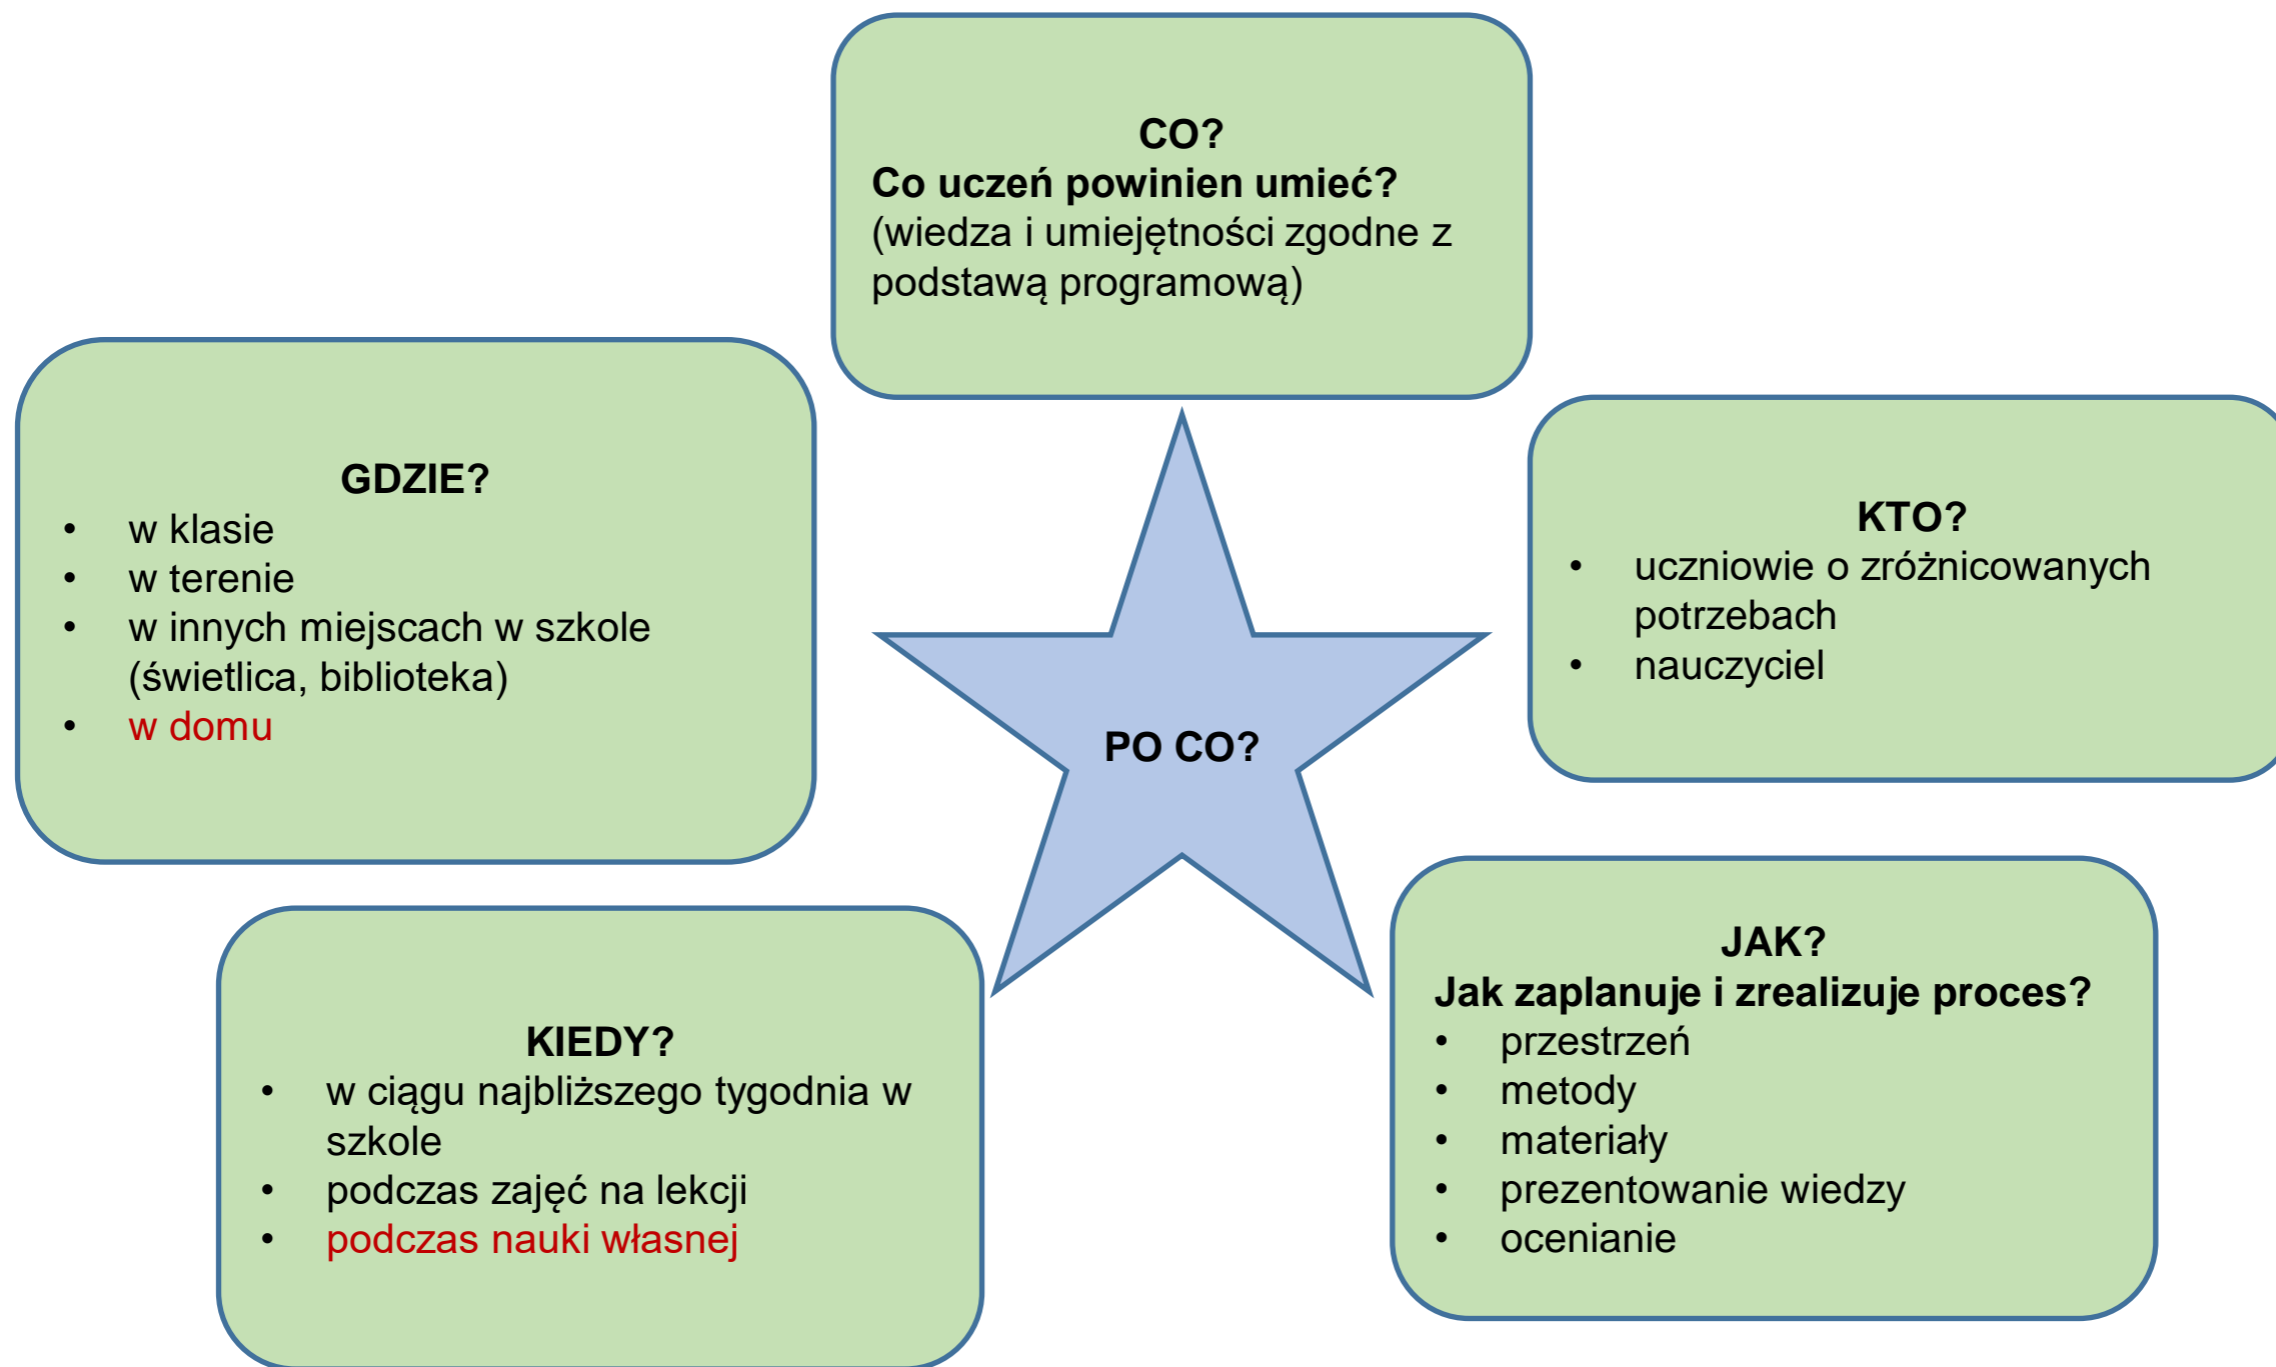 CO?
Co uczeń powinien umieć?
(wiedza i umiejętności zgodne z
podstawą programową)
GDZIE?
• w klasie
• w terenie
• w innych miejscach w szkole
(świetlica, biblioteka)
• w domu
KTO?
• uczniowie o zróżnicowanych
potrzebach
• nauczyciel
PO CO?
KIEDY?
• w ciągu najbliższego tygodnia w
szkole
• podczas zajęć na lekcji
• podczas nauki własnej
JAK?
Jak zaplanuje i zrealizuje proces?
• przestrzeń
• metody
• materiały
• prezentowanie wiedzy
• ocenianie